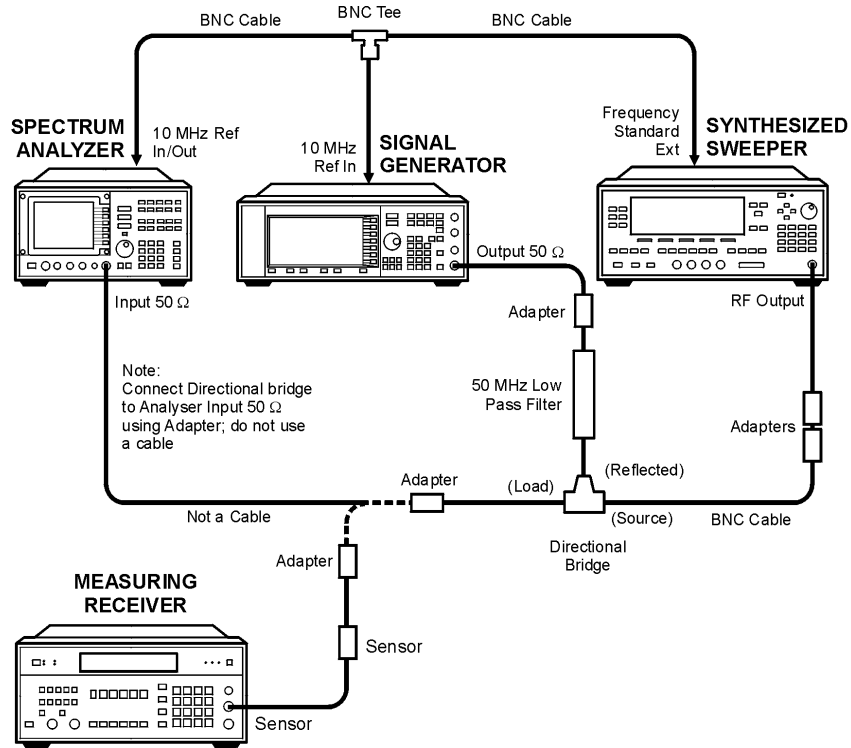 BNC Cable
BNC Tee
BNC Cable
SPECTRUM
ANALYZER
10 MHz Ref
In/Out
10 MHz
Ref In
SIGNAL
GENERATOR
Frequency
Standard
Ext
SYNTHESIZED
SWEEPER
Input 50 Ω
Output 50 Ω
RF Output
Adapter
Note:
Connect Directional bridge
to Analyser Input 50 Ω
using Adapter; do not use
a cable
50 MHz Low
Pass Filter
Adapters
Adapter
(Load)
(Reflected)
Not a Cable
(Source)
BNC Cable
Directional
Bridge
Adapter
MEASURING
RECEIVER
Sensor
Sensor